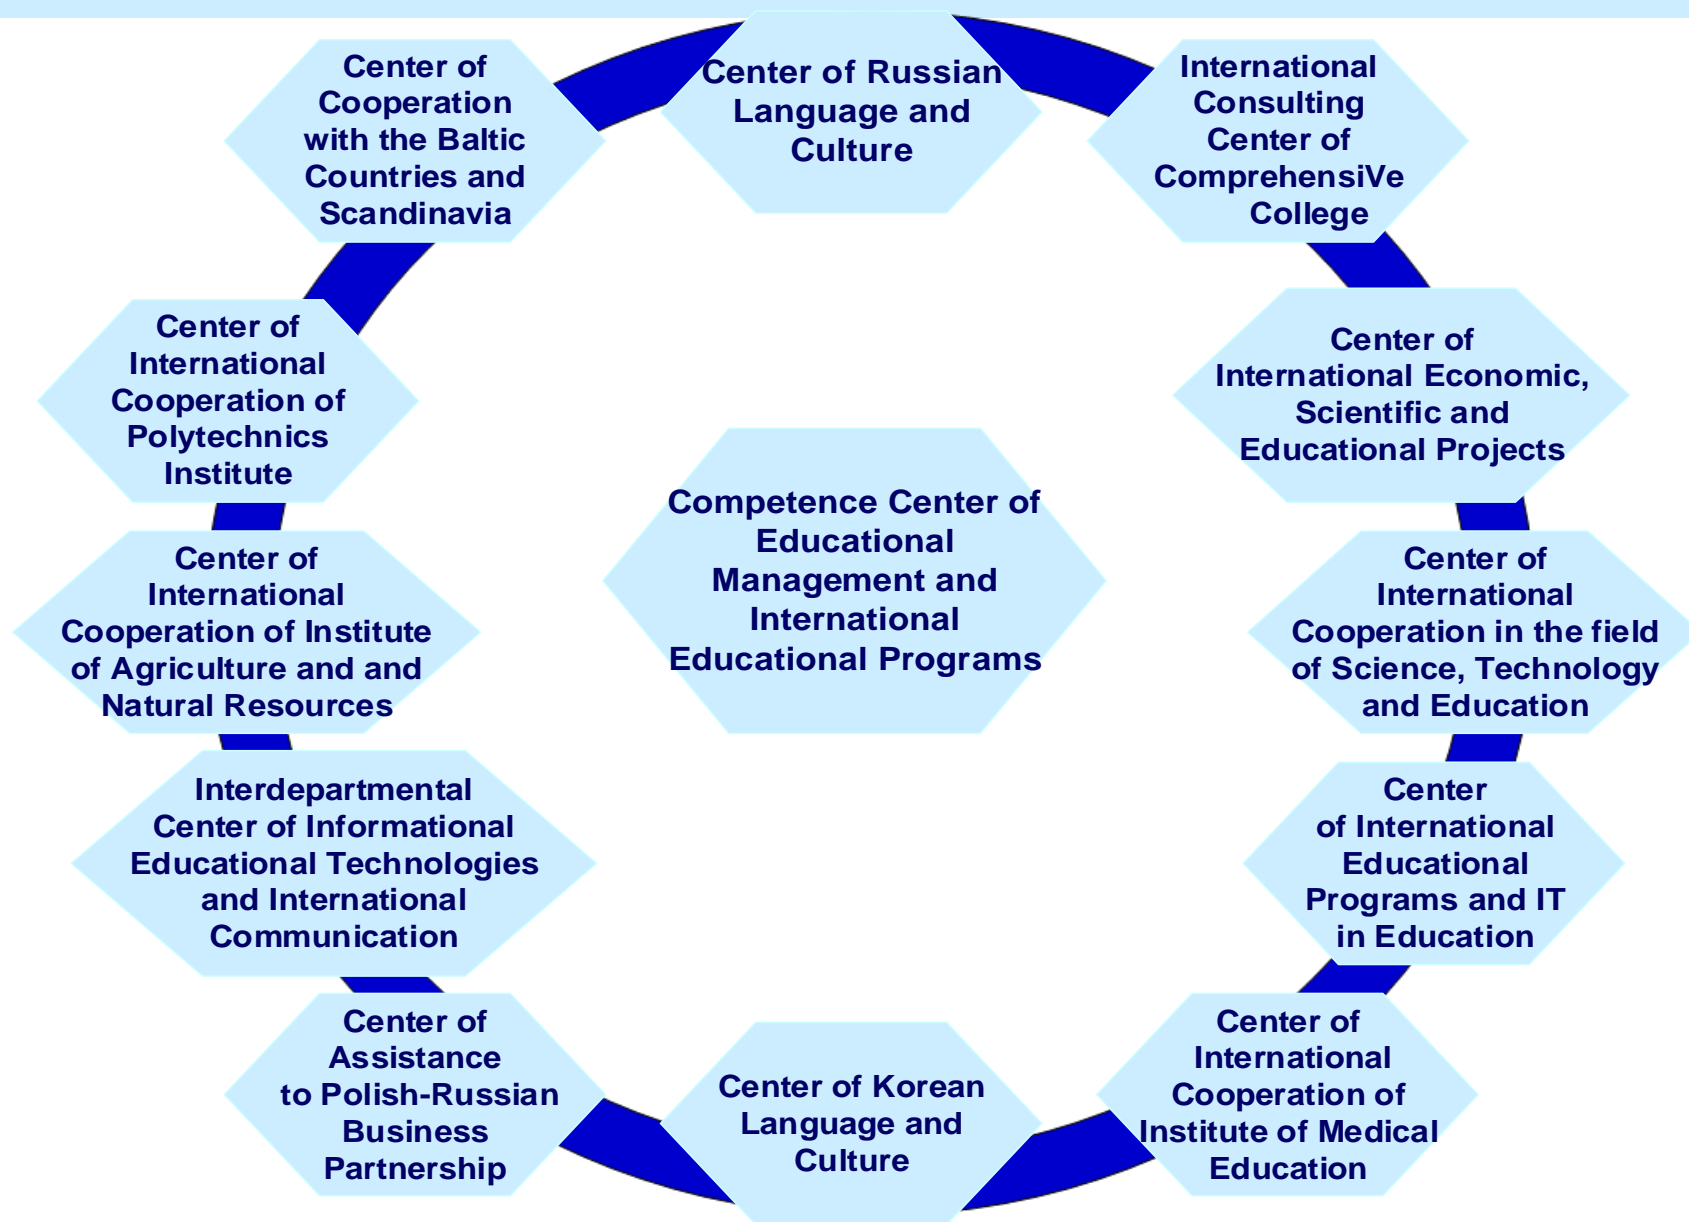 Center of Russian
Language and
Culture
International
Consulting
Center of
ComprehensiVe
College
Center of
International Economic,
Scientific and
Educational Projects
Center of
International
Cooperation in the field
of Science, Technology
and Education
Center
of International
Educational
Programs and IT
in Education
Center of
International
Cooperation of
Institute of Medical
Education
Center of Korean
Language and
Culture
Center of
Assistance
to Polish-Russian
Business
Partnership
Interdepartmental
Center of Informational
Educational Technologies
and International
Communication
Center of
International
Cooperation of Institute
of Agriculture and and
Natural Resources
Center of
International
Cooperation of
Polytechnics
Institute
Center of
Cooperation
with the Baltic
Countries and
Scandinavia
Competence Center of
Educational
Management and
International
Educational Programs